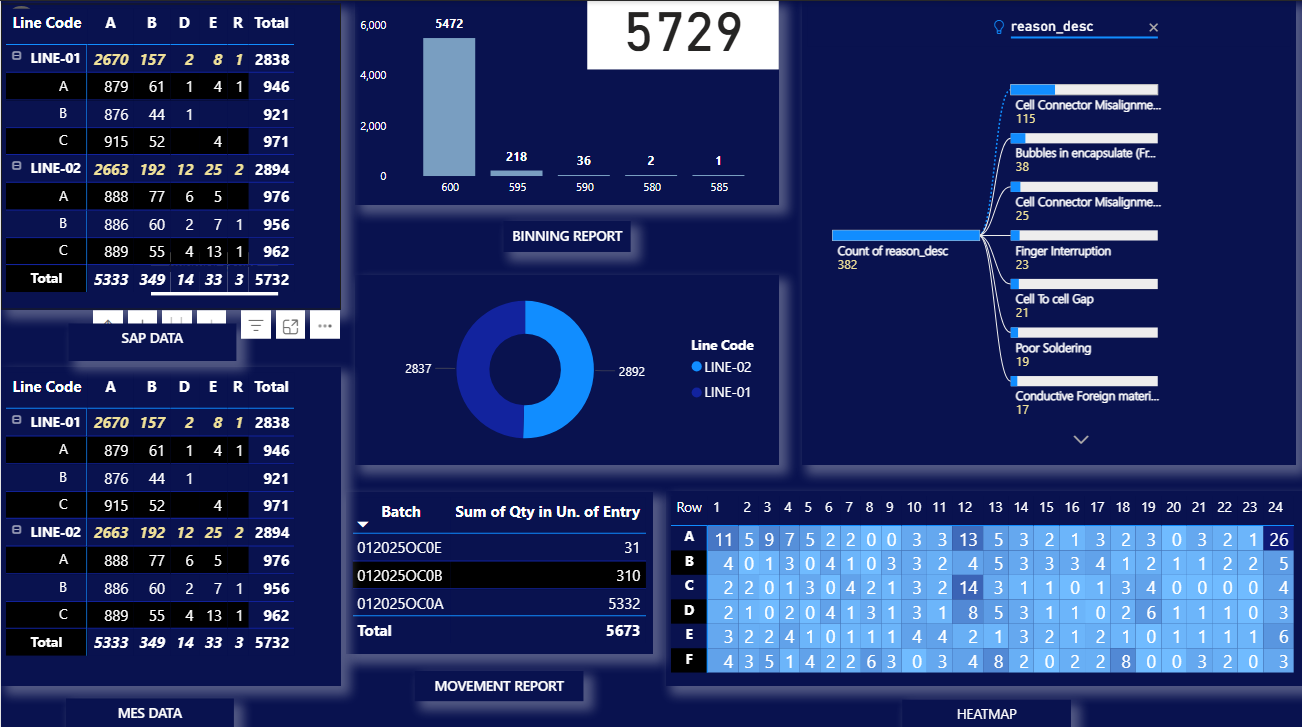 Line Code A B D E R Total
LINE-01 2670 157 2 8 1 2838
A 879 61 1 4 1 946
B 876 44 1 921
C 915 52 4 971
LINE-02 2663 192 12 25 2 2894
A 888 77 6 5 976
B 886 60 2 7 1 956
C 889 55 4 13 1 962
Total 5333 349 14 33 3 5732
SAP DATA
Line Code A B D E R Total
LINE-01 2670 157 2 8 1 2838
A 879 61 1 4 1 946
B 876 44 1 921
C 915 52 4 971
LINE-02 2663 192 12 25 2 2894
A 888 77 6 5 976
B 886 60 2 7 1 956
C 889 55 4 13 1 962
Total 5333 349 14 33 3 5732
MES DATA
5729
6,000
4,000
2,000
0
5472 218 36 2 1
600 595 590 580 585
BINNING REPORT
2837
2892
Line Code
LINE-02
LINE-01
Batch Sum of Qty in Un. of Entry
012025OC0E 31
012025OC0B 310
012025OC0A 5332
Total 5673
MOVEMENT REPORT
reason_desc
Count of reason_desc
382
Cell Connector Misalignme...
115
Bubbles in encapsulate (Fr...
38
Cell Connector Misalignme...
25
Finger Interruption
23
Cell To cell Gap
21
Poor Soldering
19
Conductive Foreign materi...
17
Row 1 2 3 4 5 6 7 8 9 10 11 12 13 14 15 16 17 18 19 20 21 22 23 24
A 11 5 9 7 5 2 2 0 0 3 3 13 5 3 2 1 3 2 3 0 3 2 1 26
B 4 0 1 3 0 4 1 0 3 3 2 4 5 3 3 3 4 1 2 1 1 2 2 5
C 2 2 0 1 3 0 4 2 1 3 2 14 3 1 1 0 1 3 4 0 0 0 0 4
D 2 1 0 2 0 4 1 3 1 3 1 8 5 3 1 1 0 2 6 1 1 1 0 3
E 3 2 2 4 1 0 1 1 1 4 4 2 1 3 2 1 2 1 0 1 1 1 1 6
F 4 3 5 1 4 2 2 6 3 0 3 4 8 2 0 2 2 8 0 0 3 2 0 3
HEATMAP